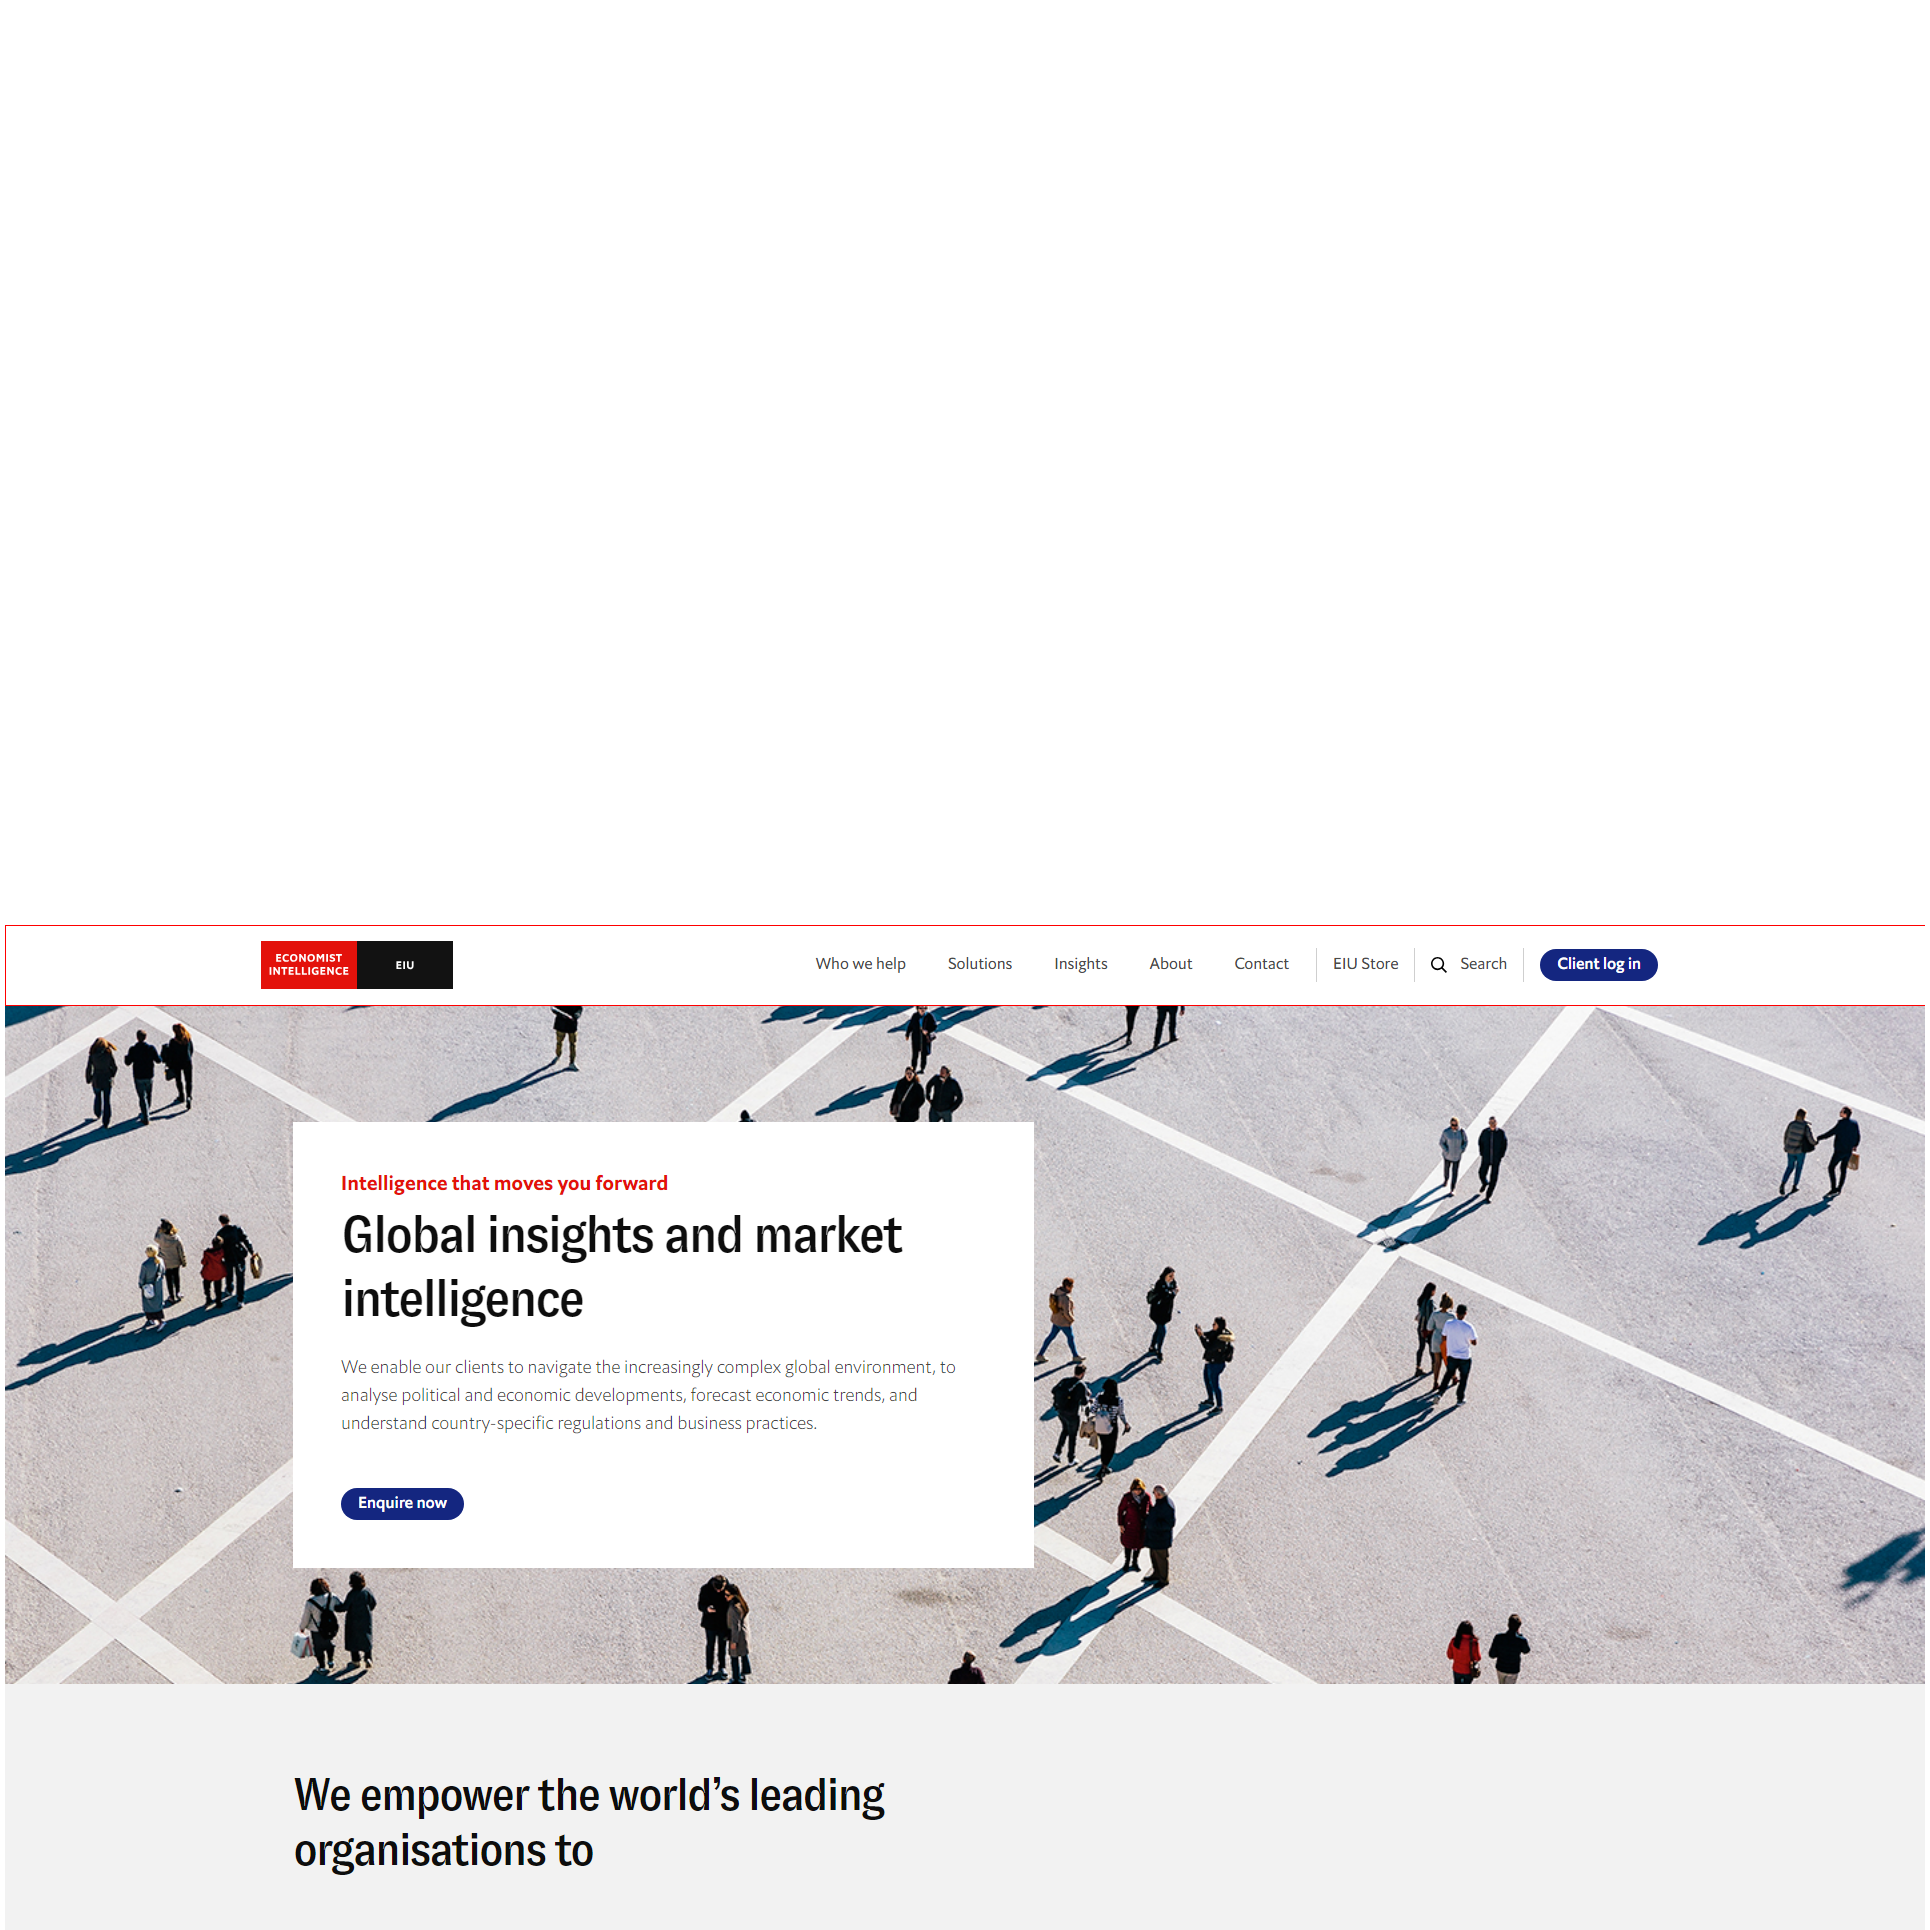 ECONOMIST
INTELLIGENCE
EIU
Who we help
Solutions
Insights
About
Contact
EIU Store
Search
Client log in
Intelligence that moves you forward
Global insights and market
intelligence
We enable our clients to navigate the increasingly complex global environment, to
analyse political and economic developments, forecast economic trends, and
understand country-specific regulations and business practices.
Enquire now
We empower the world’s leading
organisations to